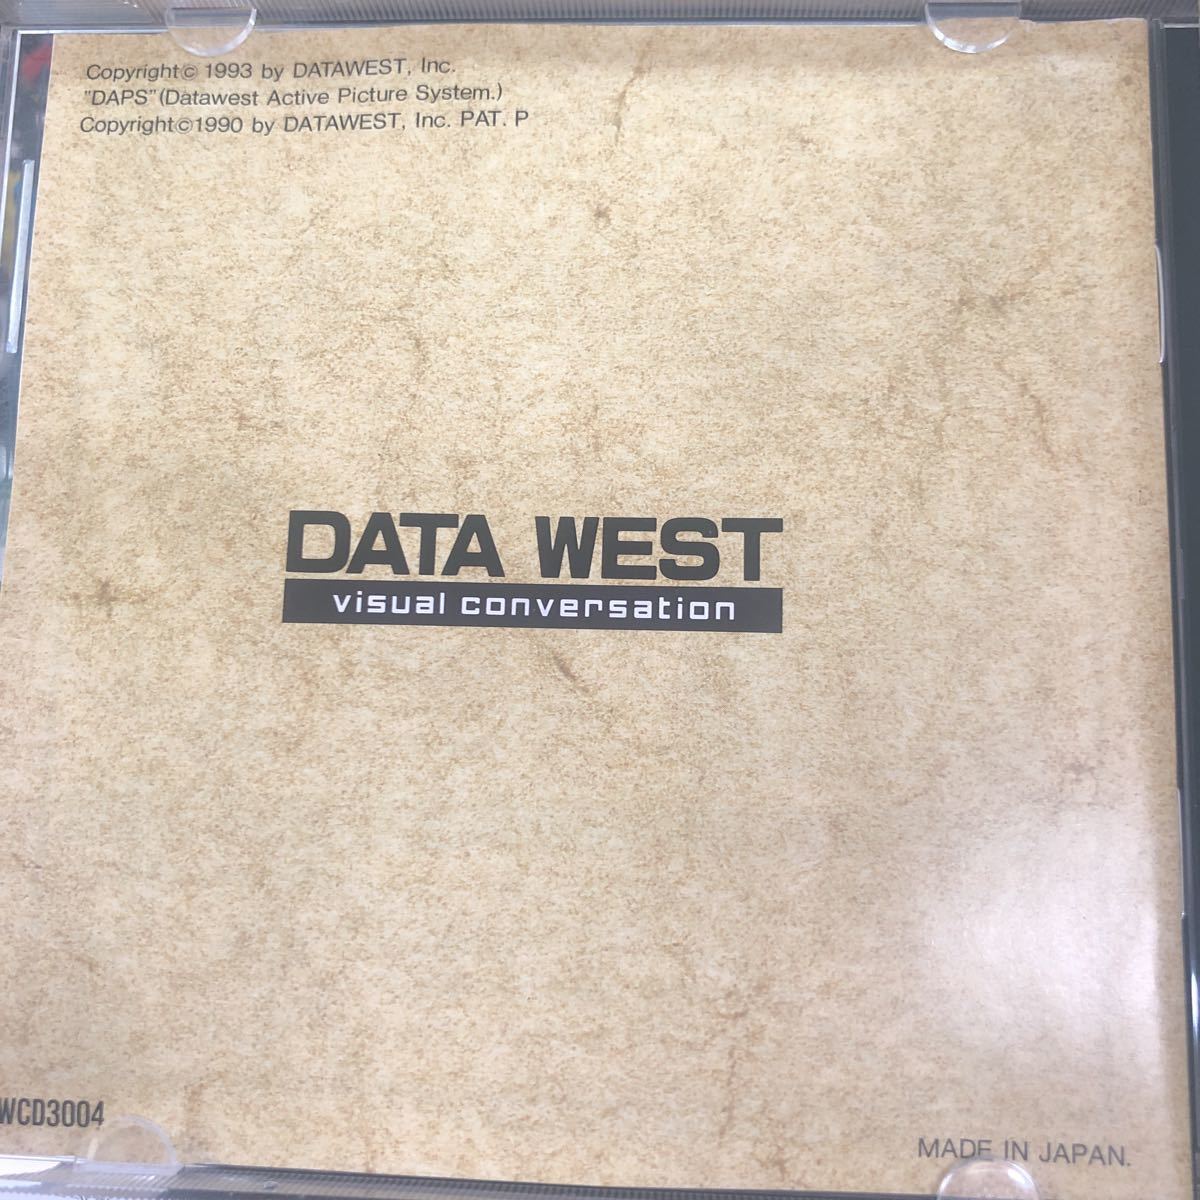 Copyright© 1993 by DATAWEST, Inc.
"DAPS"(Datawest Active Picture System.)
Copyright©1990 by DATAWEST, Inc. PAT. P
DATA WEST
visual conversation
WCD3004
MADE IN JAPAN.